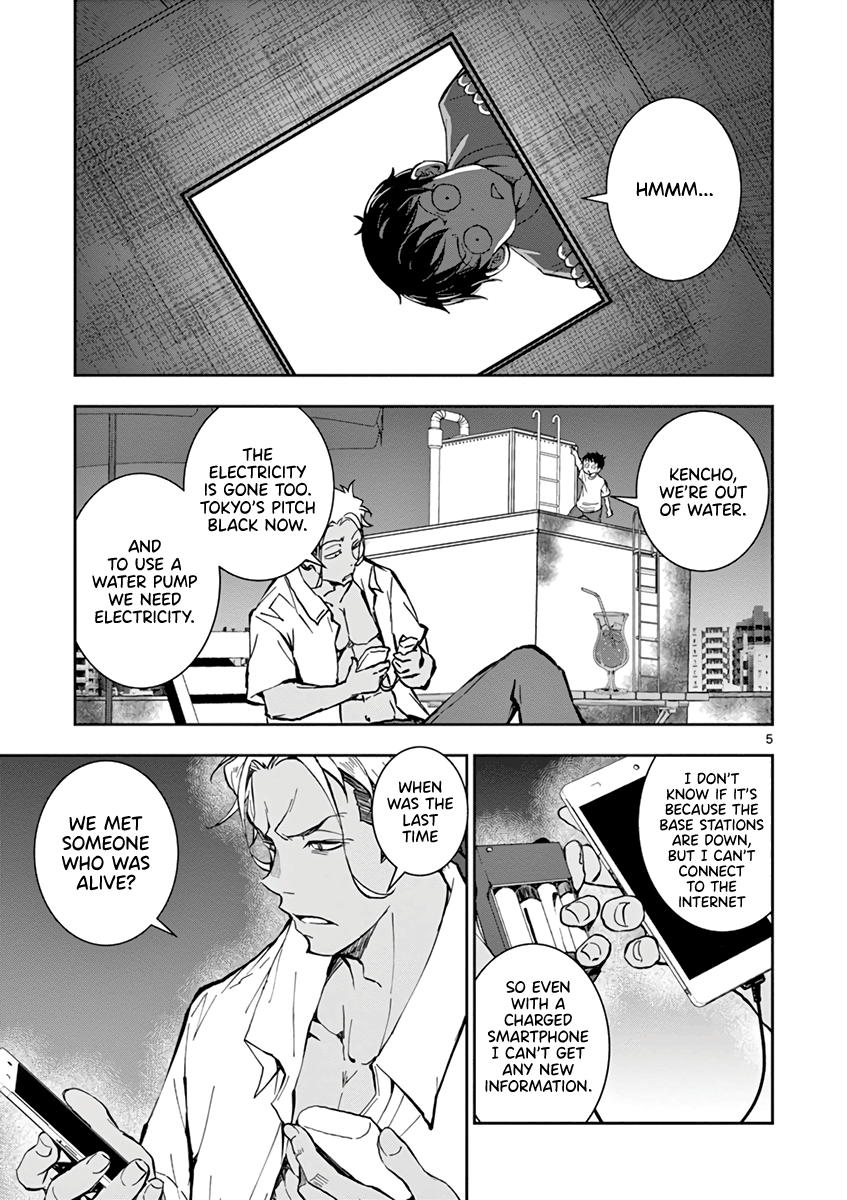 HMMM...
KENCHO,
WE'RE OUT
OF WATER.
THE
ELECTRICITY
IS GONE TOO.
TOKYO'S PITCH
BLACK NOW.
AND
TO USE A
WATER PUMP
WE NEED
ELECTRICITY.
5
I DON'T
KNOW IF IT'S
BECAUSE THE
BASE STATIONS
ARE DOWN,
BUT I CAN'T
CONNECT
TO THE
INTERNET
SO EVEN
WITH A
CHARGED
SMARTPHONE
I CAN'T GET
ANY NEW
INFORMATION.
WHEN
WAS THE
LAST
TIME
WE MET
SOMEONE
WHO WAS
ALIVE?